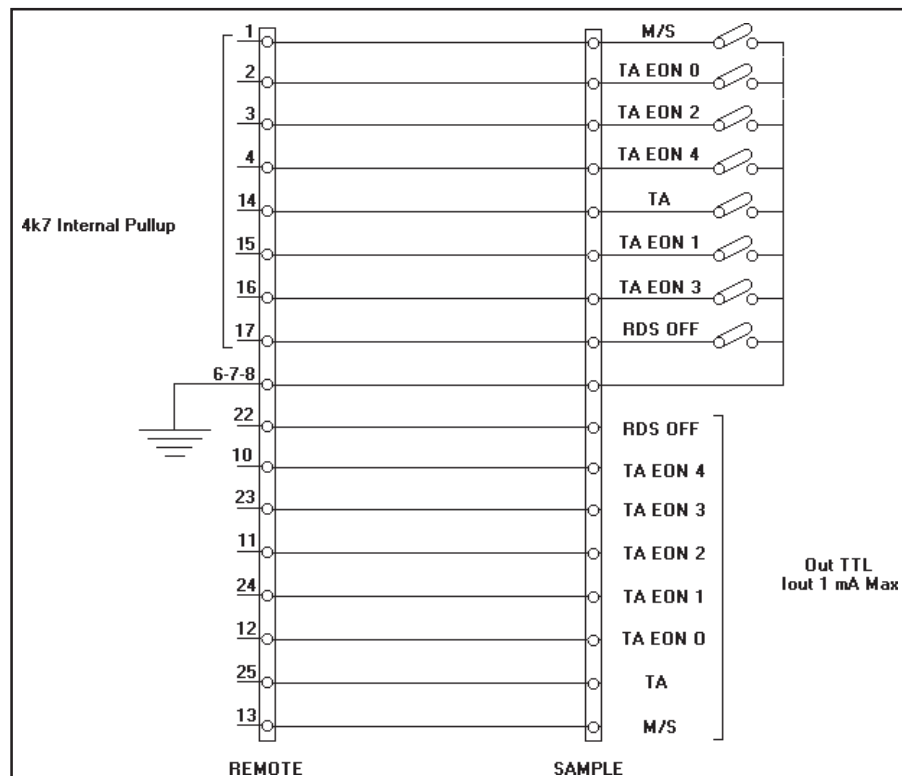 1 M/S
2 TA EON 0
3 TA EON 2
4 TA EON 4
14 TA
4k7 Internal Pullup
15 TA EON 1
16 TA EON 3
17 RDS OFF
6-7-8
22 RDS OFF
10 TA EON 4
23 TA EON 3
11 TA EON 2
Out TTL
Iout 1 mA Max
24 TA EON 1
12 TA EON 0
25 TA
13 M/S
REMOTE SAMPLE